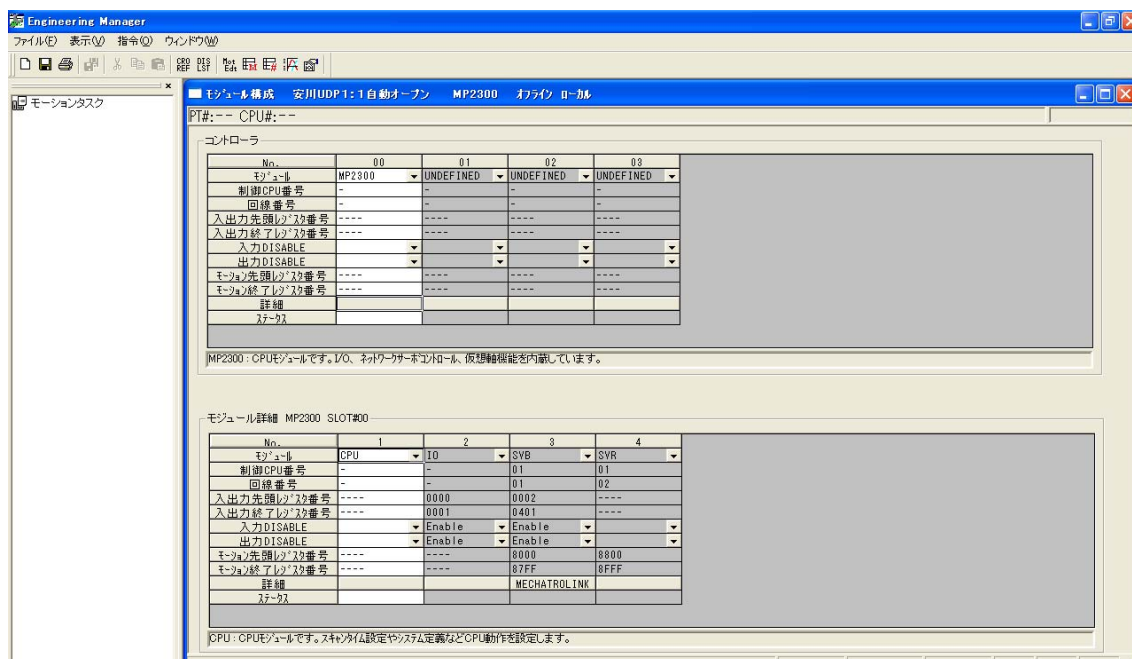 Engineering Manager
ファイル(F) 表示(V) 指令(O) ウィンドウ(W)
CRO REF DIS LST Mot Edt
モーションタスク
モジュール構成 安川UDP1:1自動オープン MP2300 オフライン ローカル
PT#:-- CPU#:--
コントローラ
No. 00 01 02 03
モジュール MP2300 UNDEFINED UNDEFINED UNDEFINED
制御CPU番号 - - - -
回線番号 - - - -
入出力先頭レジスタ番号 ---- ---- ---- ----
入出力終了レジスタ番号 ---- ---- ---- ----
入力DISABLE
出力DISABLE
モーション先頭レジスタ番号 ---- ---- ---- ----
モーション終了レジスタ番号 ---- ---- ---- ----
詳細
ステータス
MP2300:CPUモジュールです。I/O、ネットワークサーボコントロール、仮想軸機能を内蔵しています。
モジュール詳細 MP2300 SLOT#00
No. 1 2 3 4
モジュール CPU IO SVB SVR
制御CPU番号 - - 01 01
回線番号 - - 01 02
入出力先頭レジスタ番号 ---- 0000 0002 ----
入出力終了レジスタ番号 ---- 0001 0401 ----
入力DISABLE Enable Enable
出力DISABLE Enable Enable
モーション先頭レジスタ番号 ---- ---- 8000 8800
モーション終了レジスタ番号 ---- ---- 87FF 8FFF
詳細 MECHATROLINK
ステータス
CPU:CPUモジュールです。スキャンタイム設定やシステム定義などCPU動作を設定します。